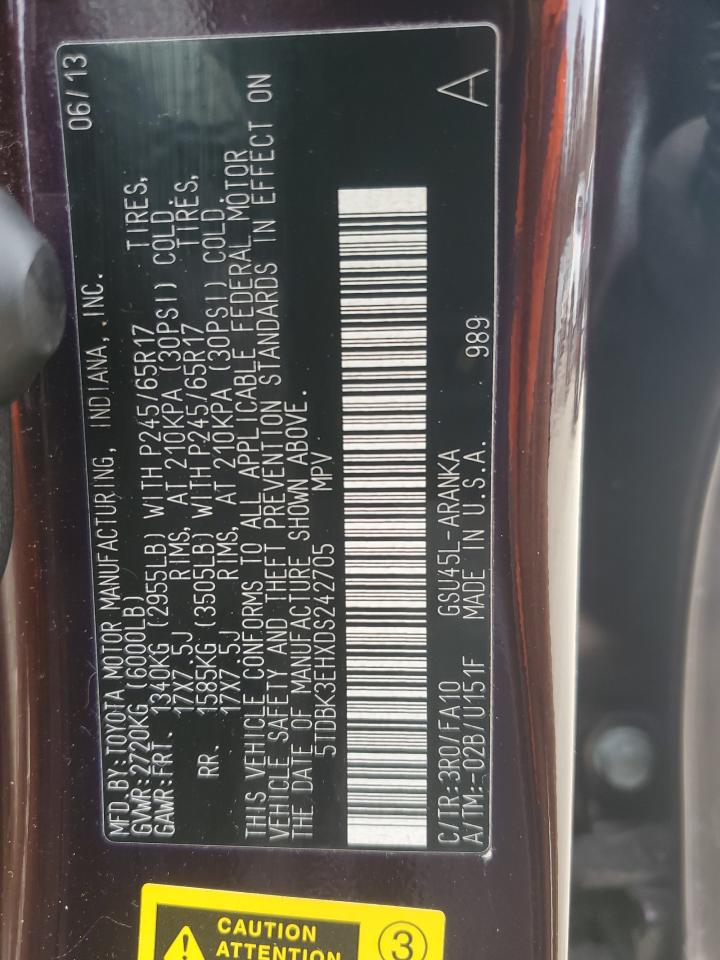 MFD.BY:TOYOTA MOTOR MANUFACTURING, INDIANA, INC. 06/13
GVWR:2720KG (6000LB)
GAWR:FRT. 1340KG (2955LB) WITH P245/65R17 TIRES,
17X7.5J RIMS, AT 210KPA (30PSI) COLD
RR. 1585KG (3505LB) WITH P245/65R17 TIRES,
17X7.5J RIMS, AT 210KPA (30PSI) COLD.
THIS VEHICLE CONFORMS TO ALL APPLICABLE FEDERAL MOTOR
VEHICLE SAFETY AND THEFT PREVENTION STANDARDS IN EFFECT ON
THE DATE OF MANUFACTURE SHOWN ABOVE.
5TDBK3EHXDS242705 MPV
C/TR:3R0/FA10 GSU45L-ARANKA A
A/TM:-02B/U151F MADE IN U.S.A. 989
CAUTION
ATTENTION
3